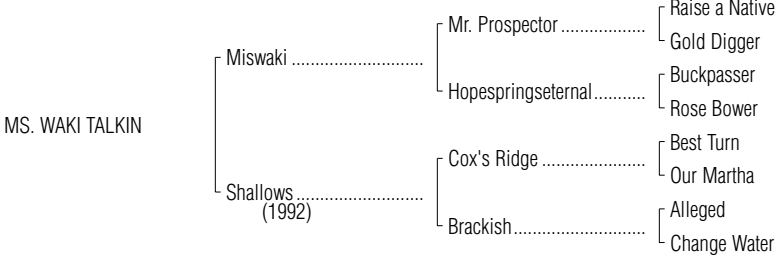 Raise a Native
Mr. Prospector ..................
Gold Digger
Miswaki ............................
Buckpasser
Hopespringseternal...........
Rose Bower
MS. WAKI TALKIN
Best Turn
Cox's Ridge ......................
Our Martha
Shallows...........................
(1992)
Alleged
Brackish............................
Change Water